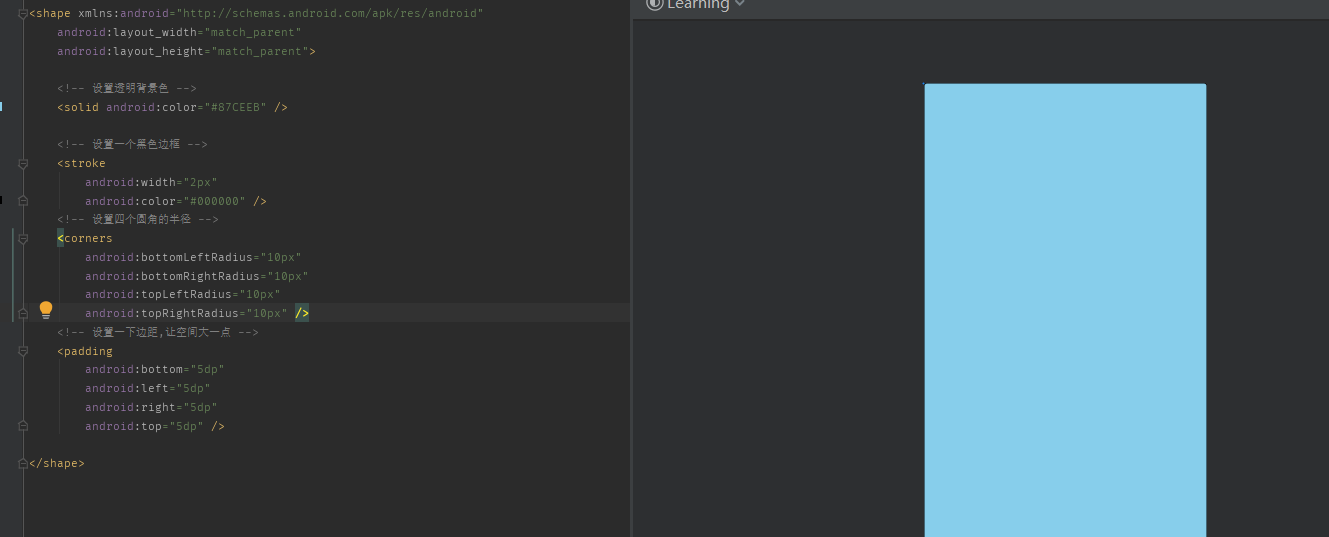 <shape xmlns:android="http://schemas.android.com/apk/res/android"
android:layout_width="match_parent"
android:layout_height="match_parent">
<!-- 设置透明背景色 -->
<solid android:color="#87CEEB" />
<!-- 设置一个黑色边框 -->
<stroke
android:width="2px"
android:color="#000000" />
<!-- 设置四个圆角的半径 -->
<corners
android:bottomLeftRadius="10px"
android:bottomRightRadius="10px"
android:topLeftRadius="10px"
android:topRightRadius="10px" />
<!-- 设置一下边距,让空间大一点 -->
<padding
android:bottom="5dp"
android:left="5dp"
android:right="5dp"
android:top="5dp" />
</shape>
Learning